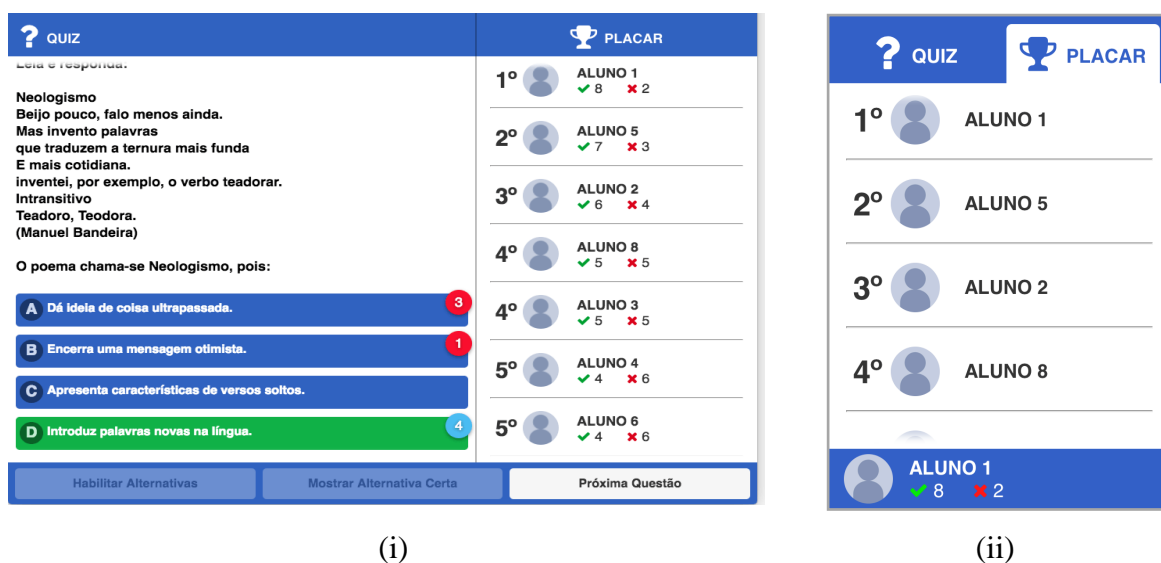 ? QUIZ
PLACAR
Leia e responda:
Neologismo
Beijo pouco, falo menos ainda.
Mas invento palavras
que traduzem a ternura mais funda
E mais cotidiana.
inventei, por exemplo, o verbo teadorar.
Intransitivo
Teadoro, Teodora.
(Manuel Bandeira)
O poema chama-se Neologismo, pois:
A Dá ideia de coisa ultrapassada. 3
B Encerra uma mensagem otimista. 1
C Apresenta características de versos soltos.
D Introduz palavras novas na língua. 4
Habilitar Alternativas
Mostrar Alternativa Certa
Próxima Questão
1º ALUNO 1
✔ 8 ✖ 2
2º ALUNO 5
✔ 7 ✖ 3
3º ALUNO 2
✔ 6 ✖ 4
4º ALUNO 8
✔ 5 ✖ 5
4º ALUNO 3
✔ 5 ✖ 5
5º ALUNO 4
✔ 4 ✖ 6
5º ALUNO 6
✔ 4 ✖ 6
(i)
? QUIZ
PLACAR
1º ALUNO 1
2º ALUNO 5
3º ALUNO 2
4º ALUNO 8
ALUNO 1
✔ 8 ✖ 2
(ii)